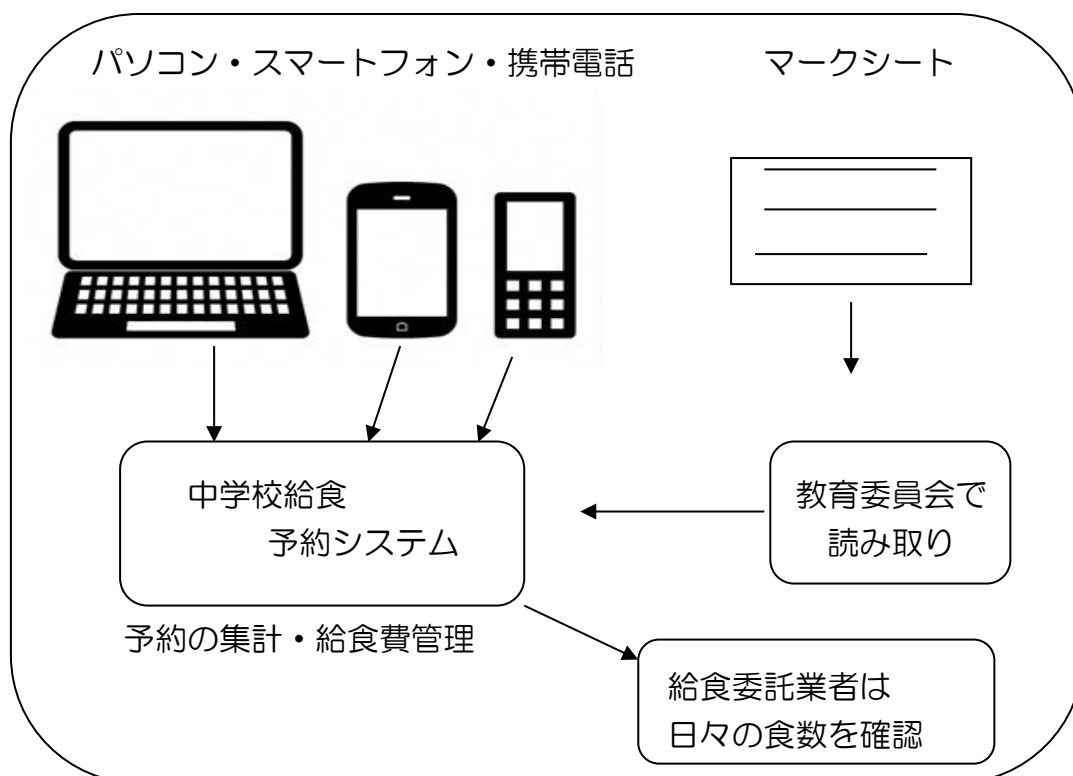 パソコン・スマートフォン・携帯電話
マークシート
中学校給食
予約システム
教育委員会で
読み取り
予約の集計・給食費管理
給食委託業者は
日々の食数を確認